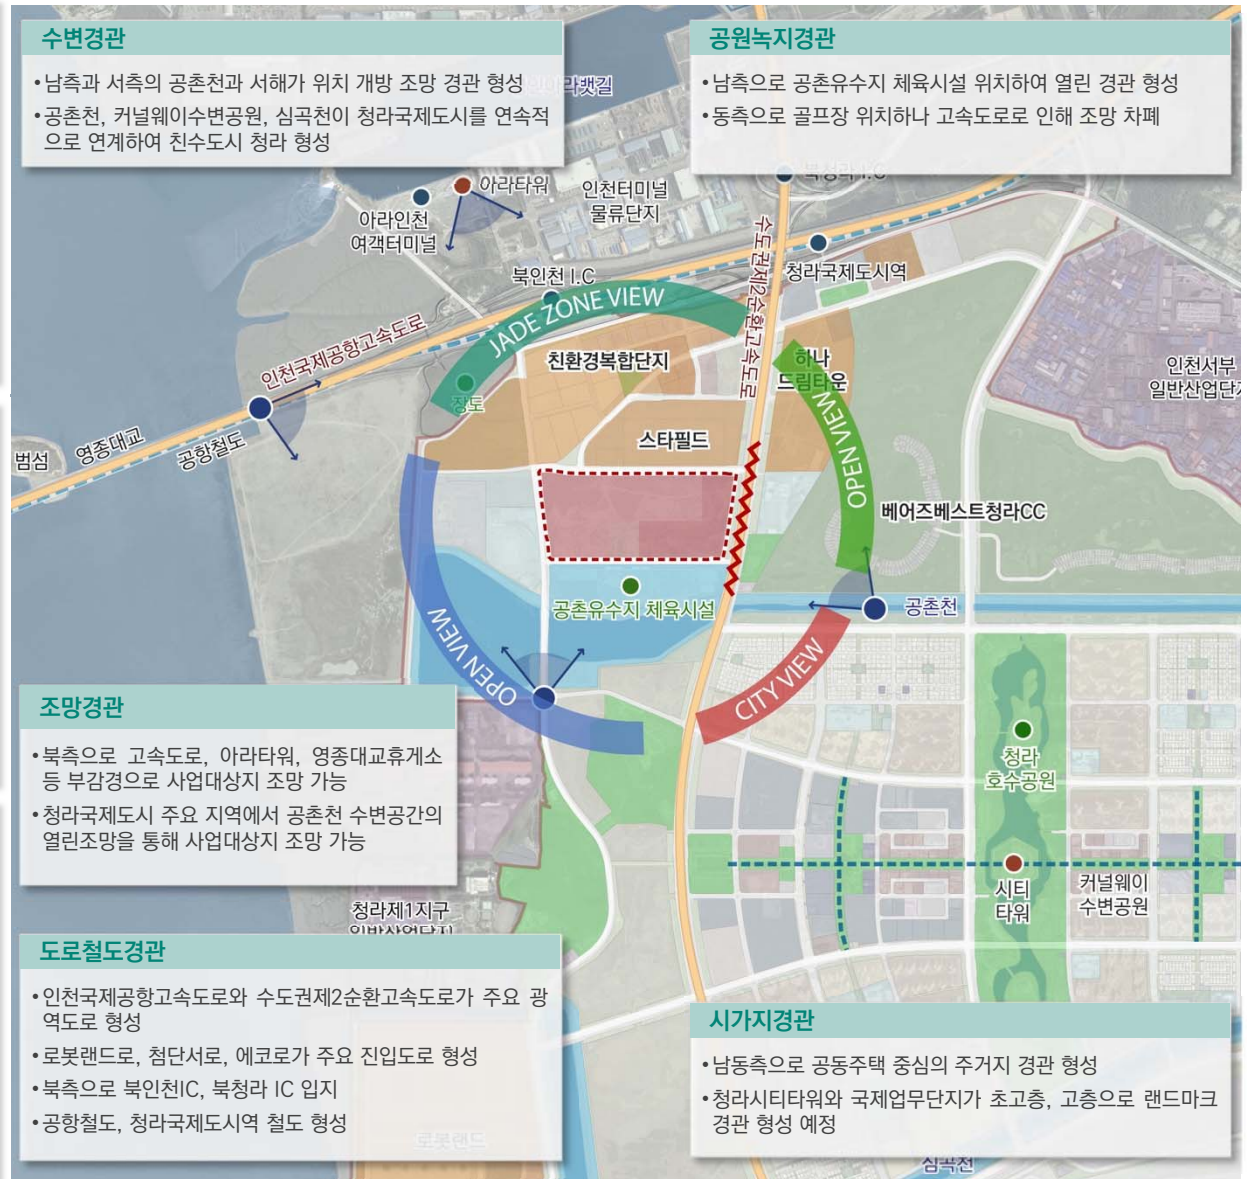 수변경관
•남측과 서측의 공촌천과 서해가 위치 개방 조망 경관 형성
•공촌천, 커널웨이수변공원, 심곡천이 청라국제도시를 연속적
으로 연계하여 친수도시 청라 형성
뱃길
공원녹지경관
•남측으로 공촌유수지 체육시설 위치하여 열린 경관 형성
•동측으로 골프장 위치하나 고속도로로 인해 조망 차폐
아라타워
아라인천
여객터미널
인천터미널
물류단지
북청라 I.C
수도권제2순환고속도로
청라국제도시역
북인천 I.C
JADE ZONE VIEW
인천국제공항고속도로
친환경복합단지
하나
드림타운
인천서부
일반산업단지
장도
스타필드
OPEN VIEW
영종대교
공항철도
범섬
베어즈베스트청라CC
공촌유수지 체육시설
공촌천
OPEN VIEW
CITY VIEW
조망경관
•북측으로 고속도로, 아라타워, 영종대교휴게소
등 부감경으로 사업대상지 조망 가능
•청라국제도시 주요 지역에서 공촌천 수변공간의
열린조망을 통해 사업대상지 조망 가능
청라
호수공원
시티
타워
커널웨이
수변공원
청라제1지구
일반산업단지
도로철도경관
•인천국제공항고속도로와 수도권제2순환고속도로가 주요 광
역도로 형성
•로봇랜드로, 첨단서로, 에코로가 주요 진입도로 형성
•북측으로 북인천IC, 북청라 IC 입지
•공항철도, 청라국제도시역 철도 형성
로봇랜드
시가지경관
•남동측으로 공동주택 중심의 주거지 경관 형성
•청라시티타워와 국제업무단지가 초고층, 고층으로 랜드마크
경관 형성 예정
심곡천